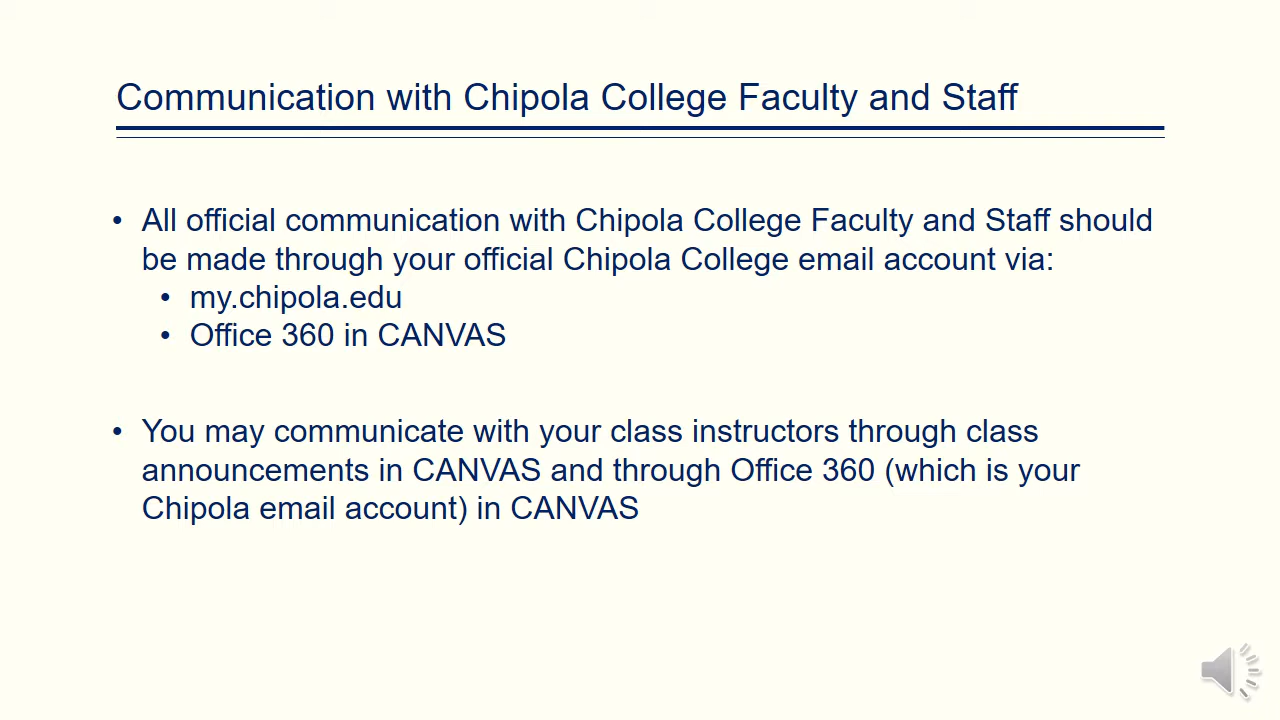 Communication with Chipola College Faculty and Staff
• All official communication with Chipola College Faculty and Staff should
be made through your official Chipola College email account via:
• my.chipola.edu
• Office 360 in CANVAS
• You may communicate with your class instructors through class
announcements in CANVAS and through Office 360 (which is your
Chipola email account) in CANVAS